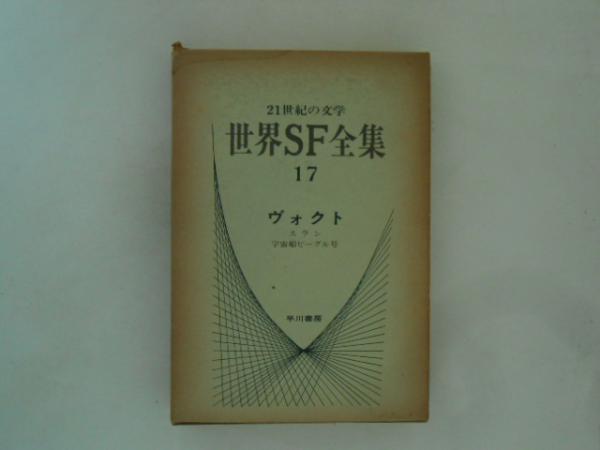 21世紀の文学
世界SF全集
17
ヴォクト
スラン
宇宙船ビーグル号
早川書房